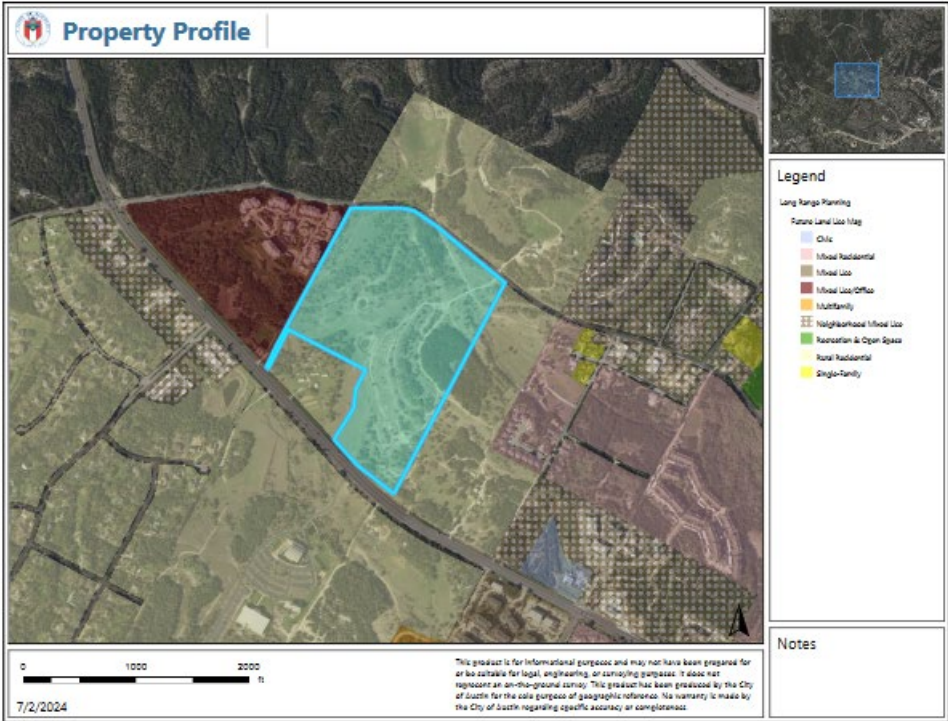 Property Profile
Legend
Long Range Planning
Future Land Use Map
Civic
Mixed Residential
Mixed Use
Mixed Use/Office
Multifamily
Neighborhood Mixed Use
Recreation & Open Space
Rural Residential
Single-Family
Notes
0 1000 2000
ft
7/2/2024
This product is for informational purposes and may not have been prepared for
or be suitable for legal, engineering, or surveying purposes. It does not
represent an on-the-ground survey. This product has been produced by the City
of Austin for the sole purpose of geographic reference. No warranty is made by
the City of Austin regarding specific accuracy or completeness.